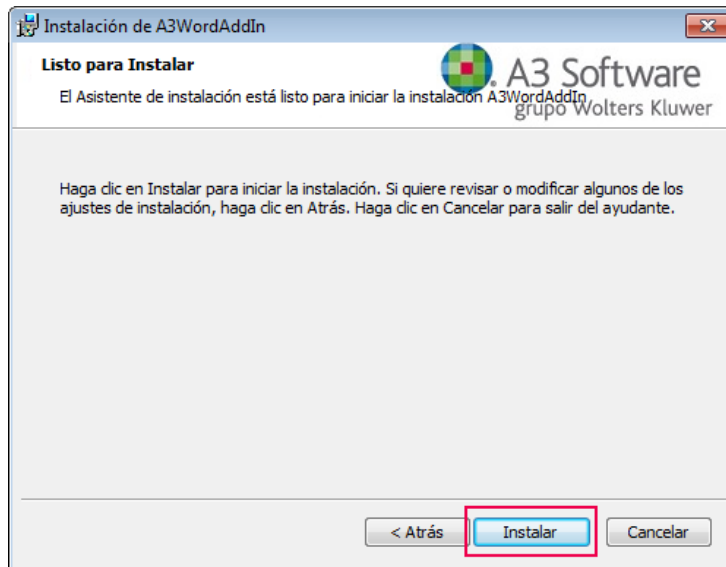 Instalación de A3WordAddIn
Listo para Instalar
El Asistente de instalación está listo para iniciar la instalación A3WordAddIn
A3 Software
grupo Wolters Kluwer
Haga clic en Instalar para iniciar la instalación. Si quiere revisar o modificar algunos de los
ajustes de instalación, haga clic en Atrás. Haga clic en Cancelar para salir del ayudante.
< Atrás
Instalar
Cancelar